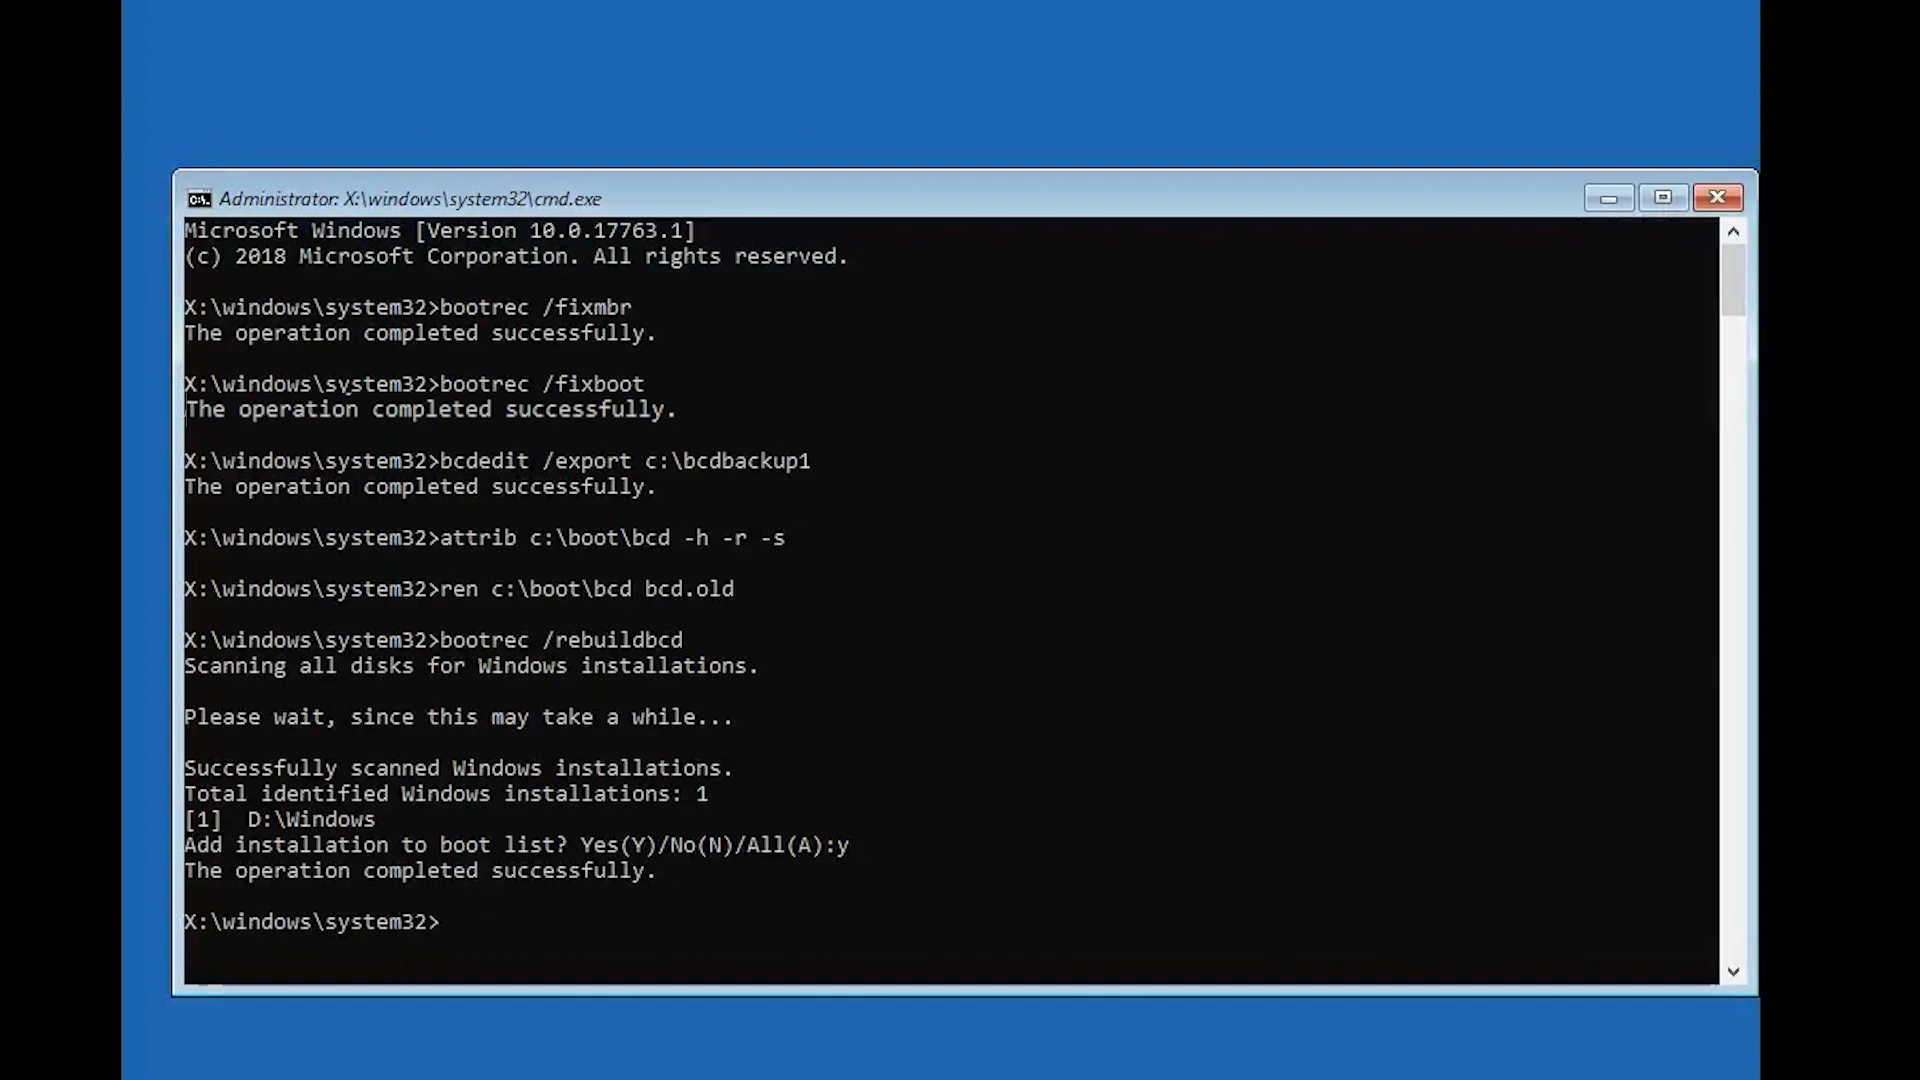 Administrator: X:\windows\system32\cmd.exe
Microsoft Windows [Version 10.0.17763.1]
(c) 2018 Microsoft Corporation. All rights reserved.
X:\windows\system32>bootrec /fixmbr
The operation completed successfully.
X:\windows\system32>bootrec /fixboot
The operation completed successfully.
X:\windows\system32>bcdedit /export c:\bcdbackup1
The operation completed successfully.
X:\windows\system32>attrib c:\boot\bcd -h -r -s
X:\windows\system32>ren c:\boot\bcd bcd.old
X:\windows\system32>bootrec /rebuildbcd
Scanning all disks for Windows installations.
Please wait, since this may take a while...
Successfully scanned Windows installations.
Total identified Windows installations: 1
[1]  D:\Windows
Add installation to boot list? Yes(Y)/No(N)/All(A):y
The operation completed successfully.
X:\windows\system32>